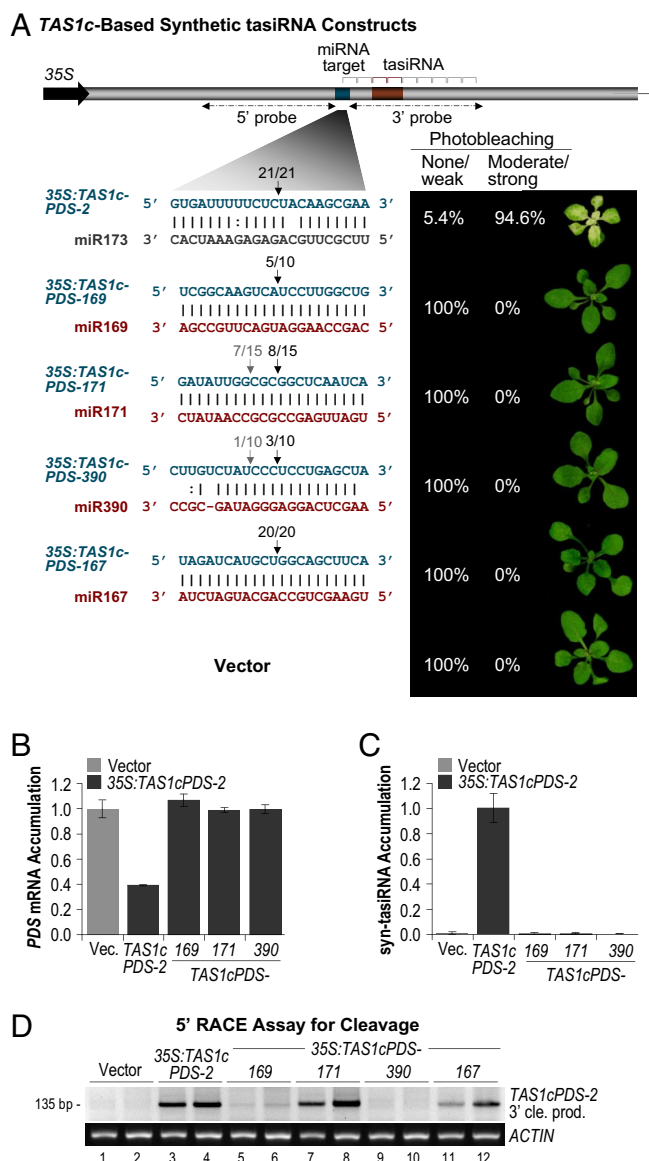 A TAS1c-Based Synthetic tasiRNA Constructs
miRNA
target
tasiRNA
35S
5′ probe
3′ probe
Photobleaching
None/
weak
Moderate/
strong
21/21
35S:TAS1c-
PDS-2
5′ GUGAUUUUUCUCUACAAGCGAA 3′
miR173
3′ CACUAAAGAGAGACGUUCGCUU 5′
5.4% 94.6%
5/10
35S:TAS1c-
PDS-169
5′ UCGGCAAGUCAUCCUUGGCUG 3′
miR169
3′ AGCCGUUCAGUAGGAACCGAC 5′
100% 0%
7/15 8/15
35S:TAS1c-
PDS-171
5′ GAUAUUGGCGCGGCUCAAUCA 3′
miR171
3′ CUAUAACCGCGCCGAGUUAGU 5′
100% 0%
1/10 3/10
35S:TAS1c-
PDS-390
5′ CUUGUCUAUCCCUCCUGAGCUA 3′
miR390
3′ CCGC-GAUAGGGAGGACUCGAA 5′
100% 0%
20/20
35S:TAS1c-
PDS-167
5′ UAGAUCAUGCUGGCAGCUUCA 3′
miR167
3′ AUCUAGUACGACCGUCGAAGU 5′
100% 0%
Vector
100% 0%
B
Vector
35S:TAS1cPDS-2
PDS mRNA Accumulation
1.2
1.0
0.8
0.6
0.4
0.2
0.0
Vec. TAS1c
PDS-2
169 171 390
TAS1cPDS-
C
Vector
35S:TAS1cPDS-2
syn-tasiRNA Accumulation
1.2
1.0
0.8
0.6
0.4
0.2
0.0
Vec. TAS1c
PDS-2
169 171 390
TAS1cPDS-
D 5′ RACE Assay for Cleavage
Vector
35S:TAS1c
PDS-2
35S:TAS1cPDS-
169 171 390 167
135 bp -
TAS1cPDS-2
3′ cle. prod.
ACTIN
1 2 3 4 5 6 7 8 9 10 11 12